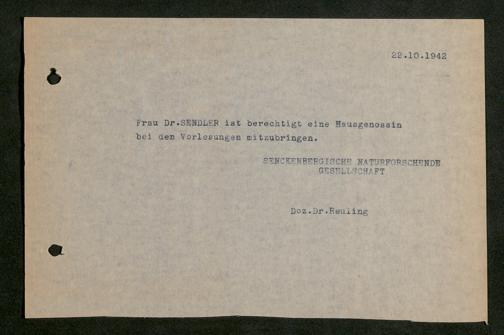 22.10.1942
Frau Dr.SENDLER ist berechtigt eine Hausgenossin
bei den Vorlesungen mitzubringen.
SENCKENBERGISCHE NATURFORSCHENDE
GESELLSCHAFT
Doz.Dr.Reuling